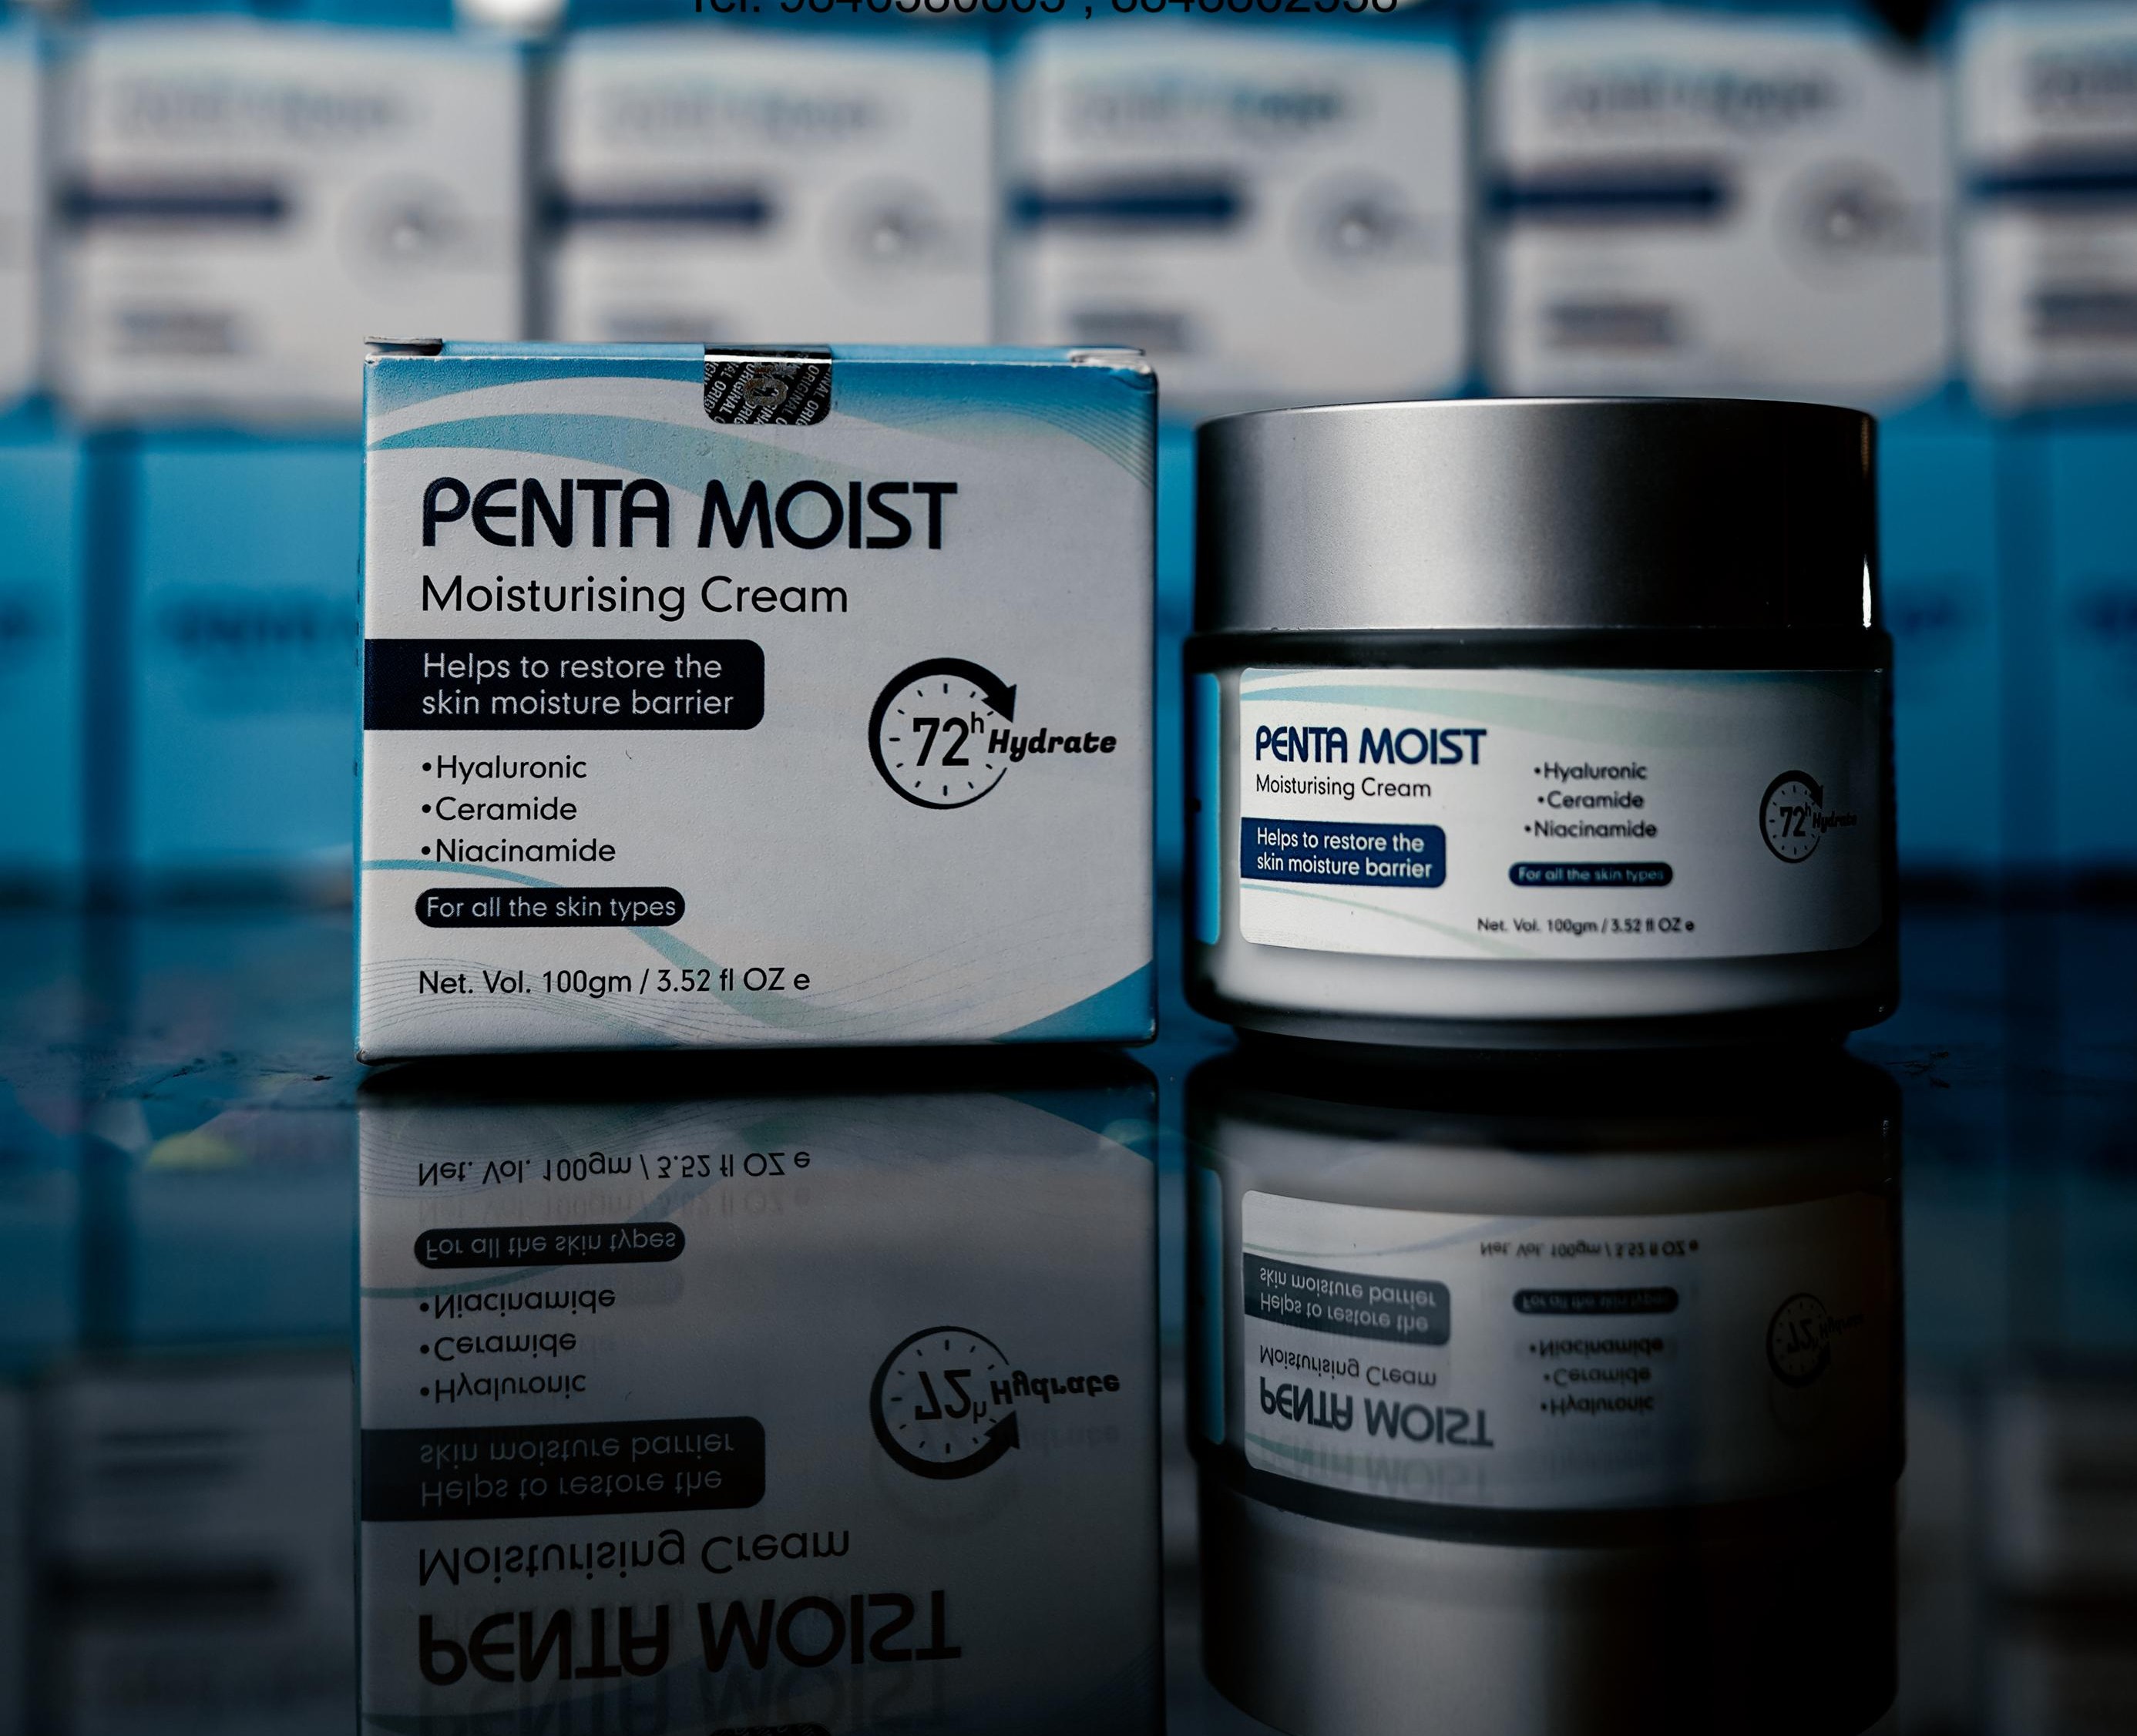 PENTA MOIST
Moisturising Cream
Helps to restore the
skin moisture barrier
•Hyaluronic
•Ceramide
•Niacinamide
For all the skin types
Net. Vol. 100gm / 3.52 fl OZ e
72h Hydrate
ORIGINAL
PENTA MOIST
Moisturising Cream
Helps to restore the
skin moisture barrier
•Hyaluronic
•Ceramide
•Niacinamide
For all the skin types
Net. Vol. 100gm / 3.52 fl OZ e
72h Hydrate